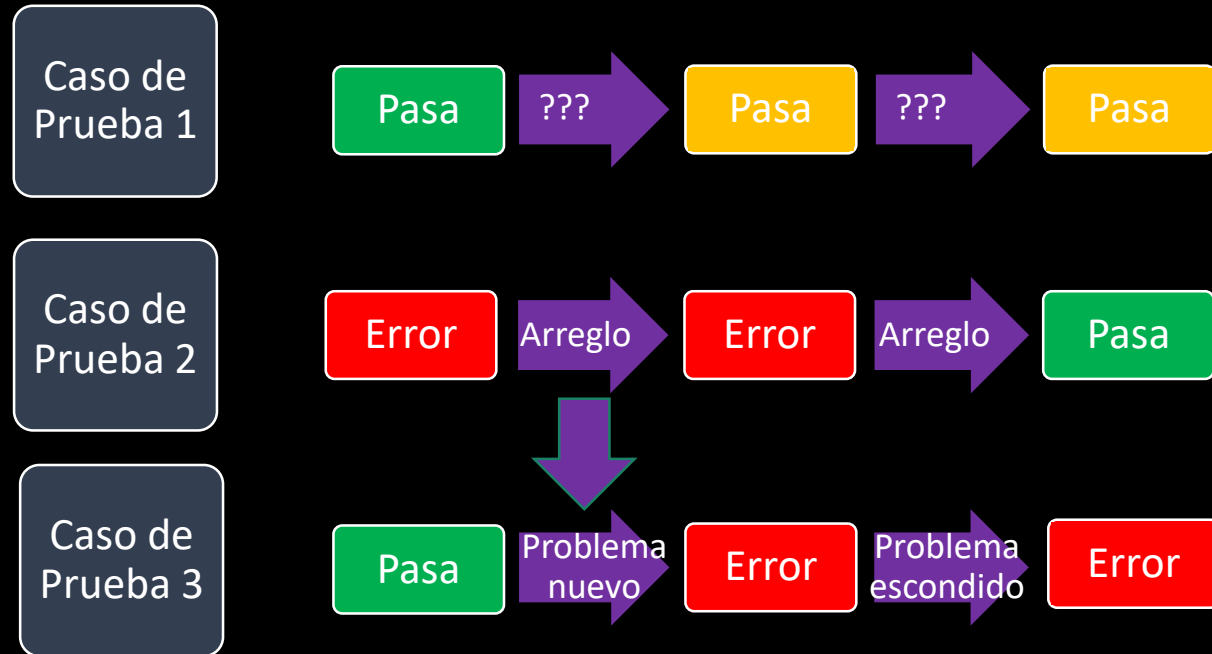 Caso de
Prueba 1
Pasa
???
Pasa
???
Pasa
Caso de
Prueba 2
Error
Arreglo
Error
Arreglo
Pasa
Caso de
Prueba 3
Pasa
Problema
nuevo
Error
Problema
escondido
Error